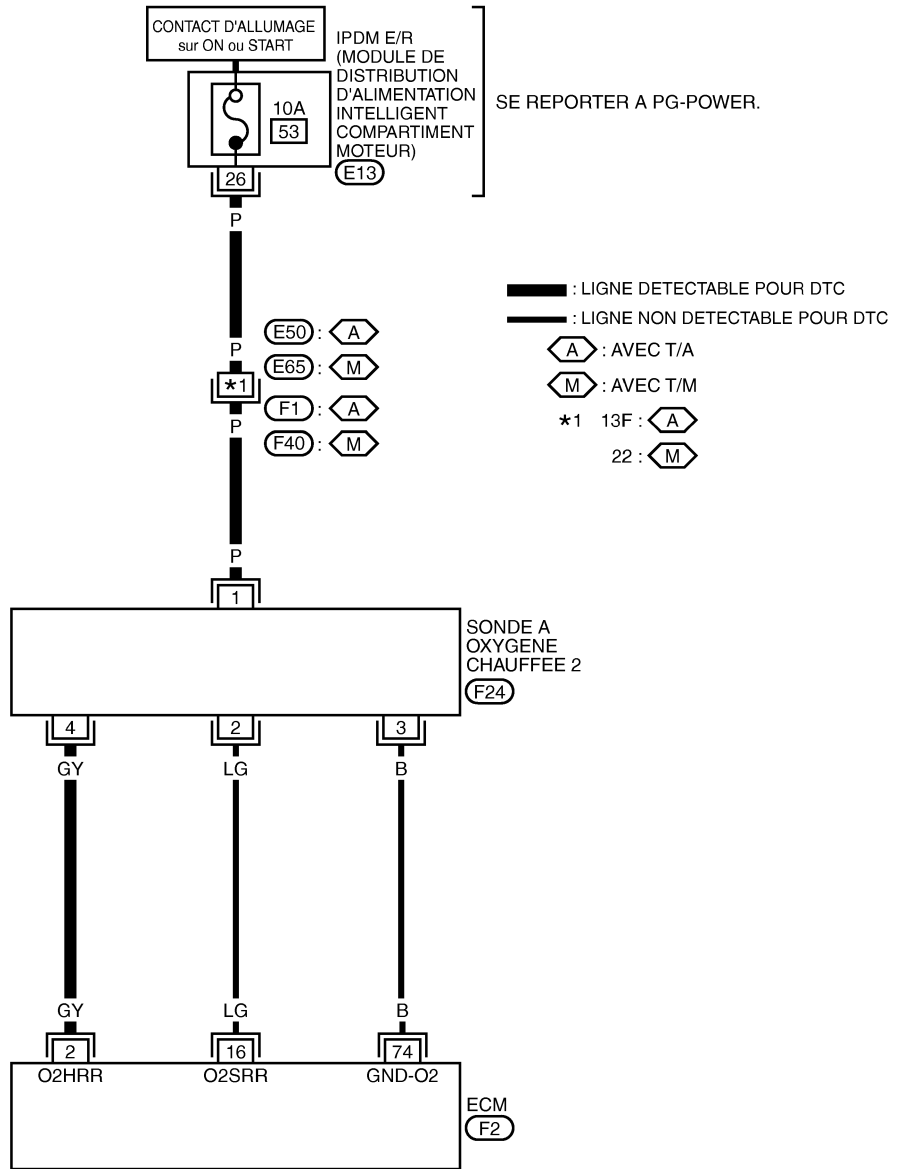 CONTACT D'ALLUMAGE
sur ON ou START
IPDM E/R
(MODULE DE
DISTRIBUTION
D'ALIMENTATION
INTELLIGENT
COMPARTIMENT
MOTEUR)
E13
10A
53
SE REPORTER A PG-POWER.
26
P
: LIGNE DETECTABLE POUR DTC
: LIGNE NON DETECTABLE POUR DTC
A : AVEC T/A
M : AVEC T/M
*1 13F : A
22 : M
E50 : A
P
E65 : M
*1
F1 : A
P
F40 : M
P
1
SONDE A
OXYGENE
CHAUFFEE 2
F24
4 2 3
GY LG B
GY LG B
2 16 74
O2HRR O2SRR GND-O2
ECM
F2